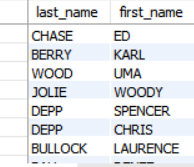 last_name first_name
CHASE ED
BERRY KARL
WOOD UMA
JOLIE WOODY
DEPP SPENCER
DEPP CHRIS
BULLOCK LAURENCE